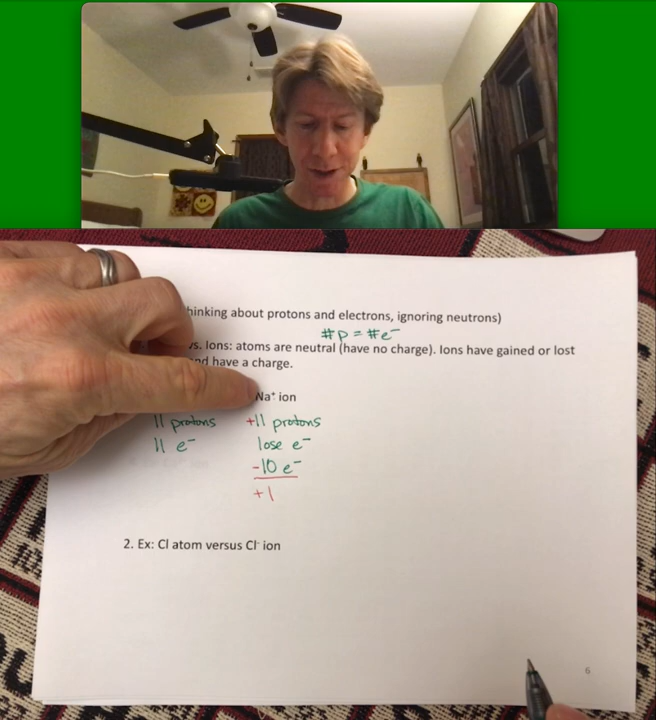 hinking about protons and electrons, ignoring neutrons)
#p = #e⁻
vs. Ions: atoms are neutral (have no charge). Ions have gained or lost
nd have a charge.
Na⁺ ion
11 protons +11 protons
11 e⁻ lose e⁻
-10 e⁻
+1
2. Ex: Cl atom versus Cl⁻ ion
6